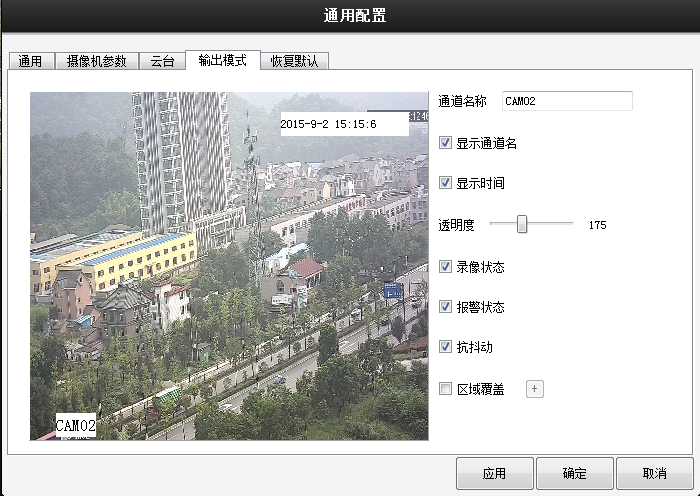 通用配置
通用 摄像机参数 云台 输出模式 恢复默认
2015-9-2 15:15:6
CAM02
通道名称 CAM02
显示通道名
显示时间
透明度 175
录像状态
报警状态
抗抖动
区域覆盖 +
应用 确定 取消